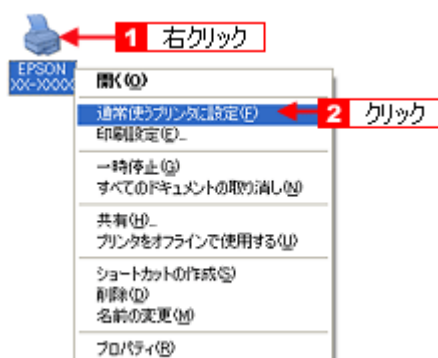 1 右クリック
EPSON
XX-XXXX
開く(O)
通常使うプリンタに設定(F)
2 クリック
印刷設定(E)...
一時停止(G)
すべてのドキュメントの取り消し(N)
共有(H)...
プリンタをオフラインで使用する(U)
ショートカットの作成(S)
削除(D)
名前の変更(M)
プロパティ(R)